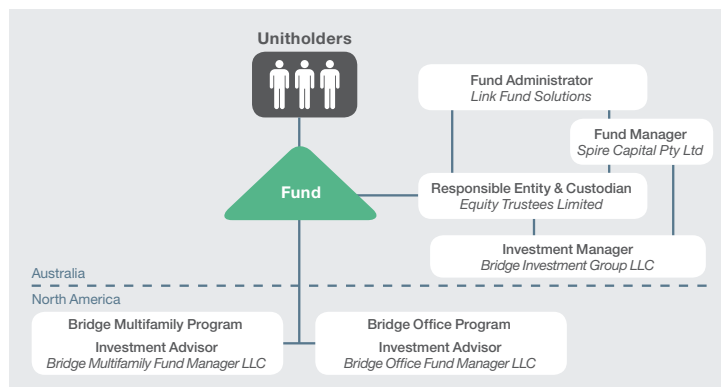 Unitholders
Fund Administrator
Link Fund Solutions
Fund Manager
Spire Capital Pty Ltd
Fund
Responsible Entity & Custodian
Equity Trustees Limited
Investment Manager
Bridge Investment Group LLC
Australia
North America
Bridge Multifamily Program
Investment Advisor
Bridge Multifamily Fund Manager LLC
Bridge Office Program
Investment Advisor
Bridge Office Fund Manager LLC